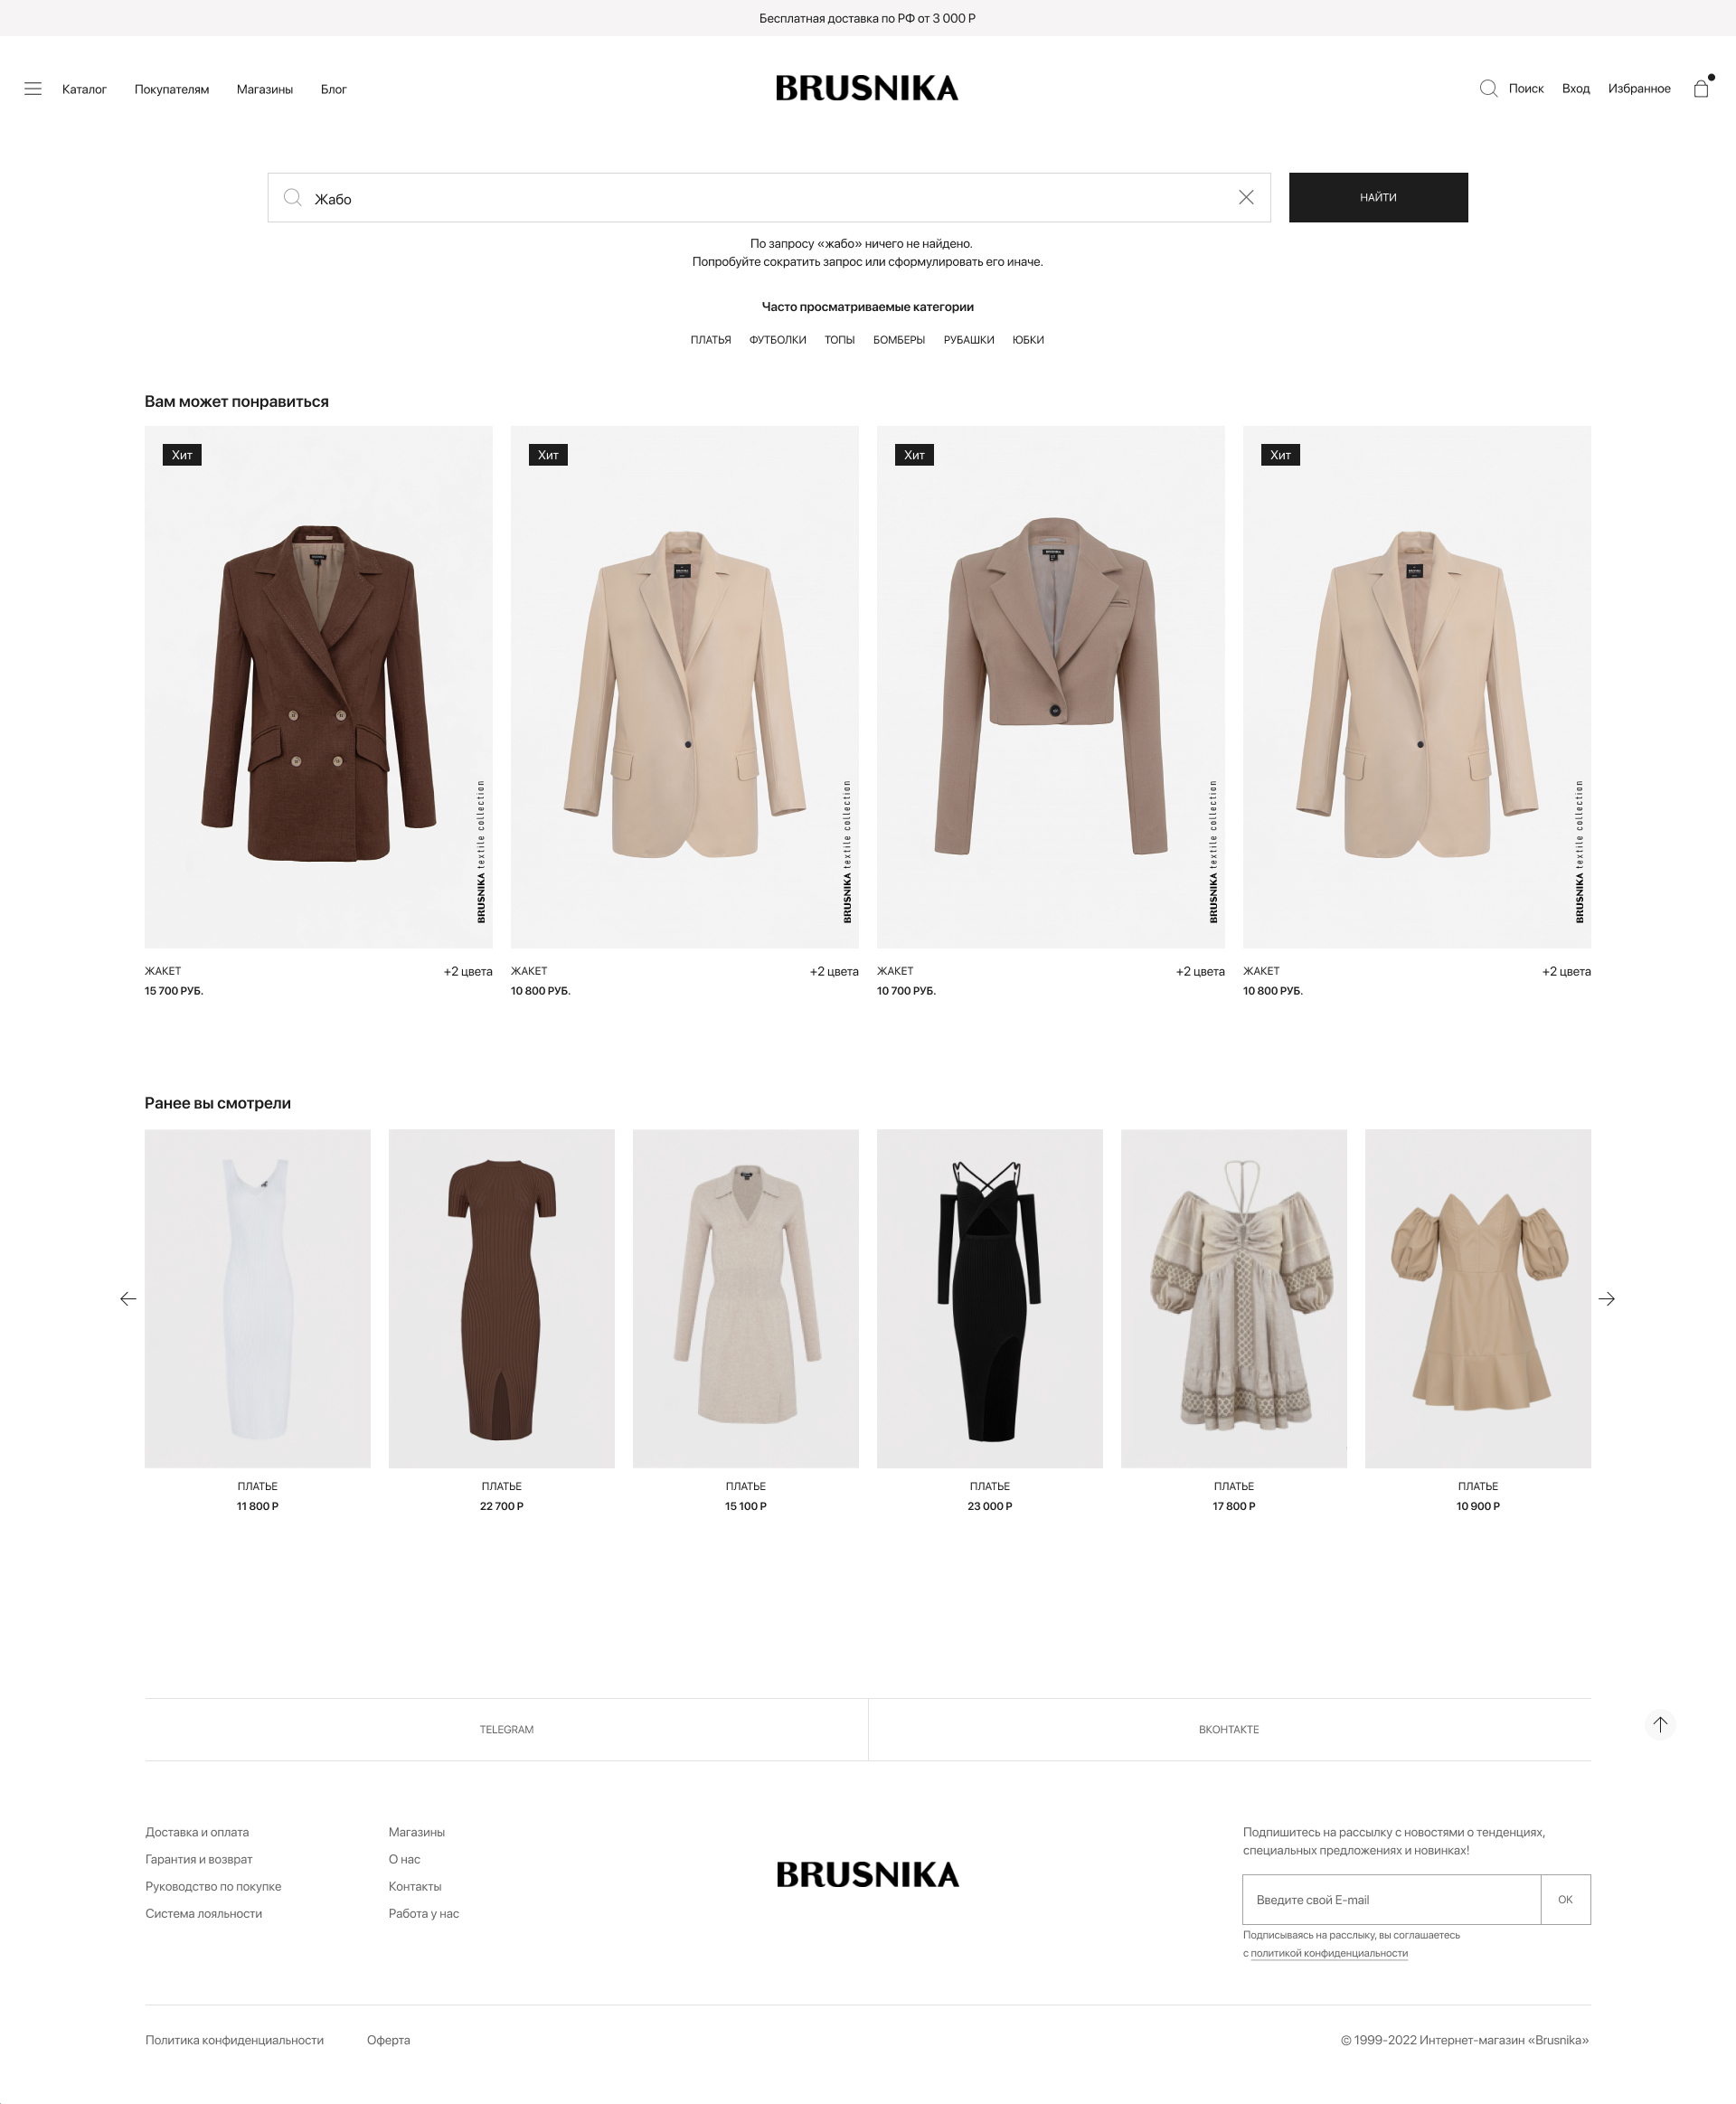 Бесплатная доставка по РФ от 3 000 Р
Каталог Покупателям Магазины Блог
BRUSNIKA
Поиск Вход Избранное
Жабо
НАЙТИ
По запросу «жабо» ничего не найдено.
Попробуйте сократить запрос или сформулировать его иначе.
Часто просматриваемые категории
ПЛАТЬЯ ФУТБОЛКИ ТОПЫ БОМБЕРЫ РУБАШКИ ЮБКИ
Вам может понравиться
Хит Хит Хит Хит
BRUSNIKA textile collection
BRUSNIKA textile collection
BRUSNIKA textile collection
BRUSNIKA textile collection
ЖАКЕТ +2 цвета ЖАКЕТ +2 цвета ЖАКЕТ +2 цвета ЖАКЕТ +2 цвета
15 700 РУБ. 10 800 РУБ. 10 700 РУБ. 10 800 РУБ.
Ранее вы смотрели
ПЛАТЬЕ ПЛАТЬЕ ПЛАТЬЕ ПЛАТЬЕ ПЛАТЬЕ ПЛАТЬЕ
11 800 Р 22 700 Р 15 100 Р 23 000 Р 17 800 Р 10 900 Р
TELEGRAM ВКОНТАКТЕ
Доставка и оплата
Гарантия и возврат
Руководство по покупке
Система лояльности
Магазины
О нас
Контакты
Работа у нас
BRUSNIKA
Подпишитесь на рассылку с новостями о тенденциях,
специальных предложениях и новинках!
Введите свой E-mail ОК
Подписываясь на расслыку, вы соглашаетесь
с политикой конфиденциальности
Политика конфиденциальности Оферта
© 1999-2022 Интернет-магазин «Brusnika»